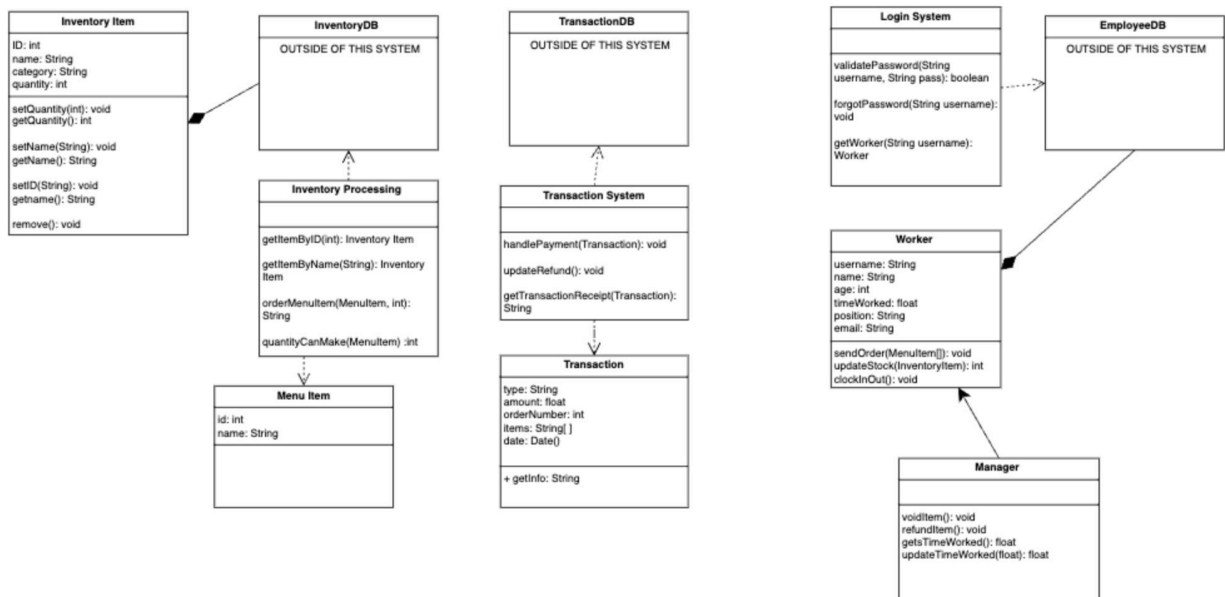 Inventory Item
ID: int
name: String
category: String
quantity: int
setQuantity(int): void
getQuantity(): int
setName(String): void
getName(): String
setID(String): void
getname(): String
remove(): void
InventoryDB
OUTSIDE OF THIS SYSTEM
Inventory Processing
getItemByID(int): Inventory Item
getItemByName(String): Inventory
Item
orderMenuItem(MenuItem, int):
String
quantityCanMake(MenuItem) :int
Menu Item
id: int
name: String
TransactionDB
OUTSIDE OF THIS SYSTEM
Transaction System
handlePayment(Transaction): void
updateRefund(): void
getTransactionReceipt(Transaction):
String
Transaction
type: String
amount: float
orderNumber: int
items: String[ ]
date: Date()
+ getInfo: String
Login System
validatePassword(String
username, String pass): boolean
forgotPassword(String username):
void
getWorker(String username):
Worker
EmployeeDB
OUTSIDE OF THIS SYSTEM
Worker
username: String
name: String
age: int
timeWorked: float
position: String
email: String
sendOrder(MenuItem[]): void
updateStock(InventoryItem): int
clockInOut(): void
Manager
voidItem(): void
refundItem(): void
getsTimeWorked(): float
updateTimeWorked(float): float